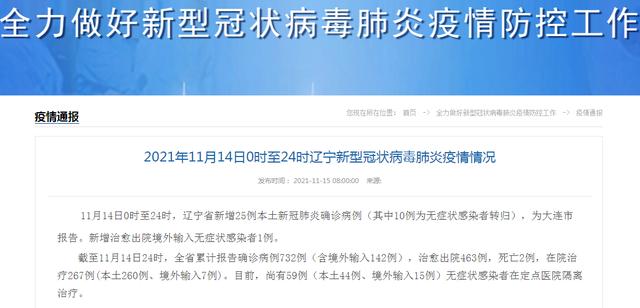 全力做好新型冠状病毒肺炎疫情防控工作
疫情通报
您现在所在位置： 首页 -> 全力做好新型冠状病毒肺炎疫情防控工作 -> 疫情通报
2021年11月14日0时至24时辽宁新型冠状病毒肺炎疫情情况
发布时间： 2021-11-15 08:00:00 来源:
11月14日0时至24时，辽宁省新增25例本土新冠肺炎确诊病例（其中10例为无症状感染者转归），为大连市
报告。新增治愈出院境外输入无症状感染者1例。
截至11月14日24时，全省累计报告确诊病例732例（含境外输入142例），治愈出院463例，死亡2例，在院治
疗267例(本土260例、境外输入7例)。目前，尚有59例（本土44例、境外输入15例）无症状感染者在定点医院隔离
治疗。